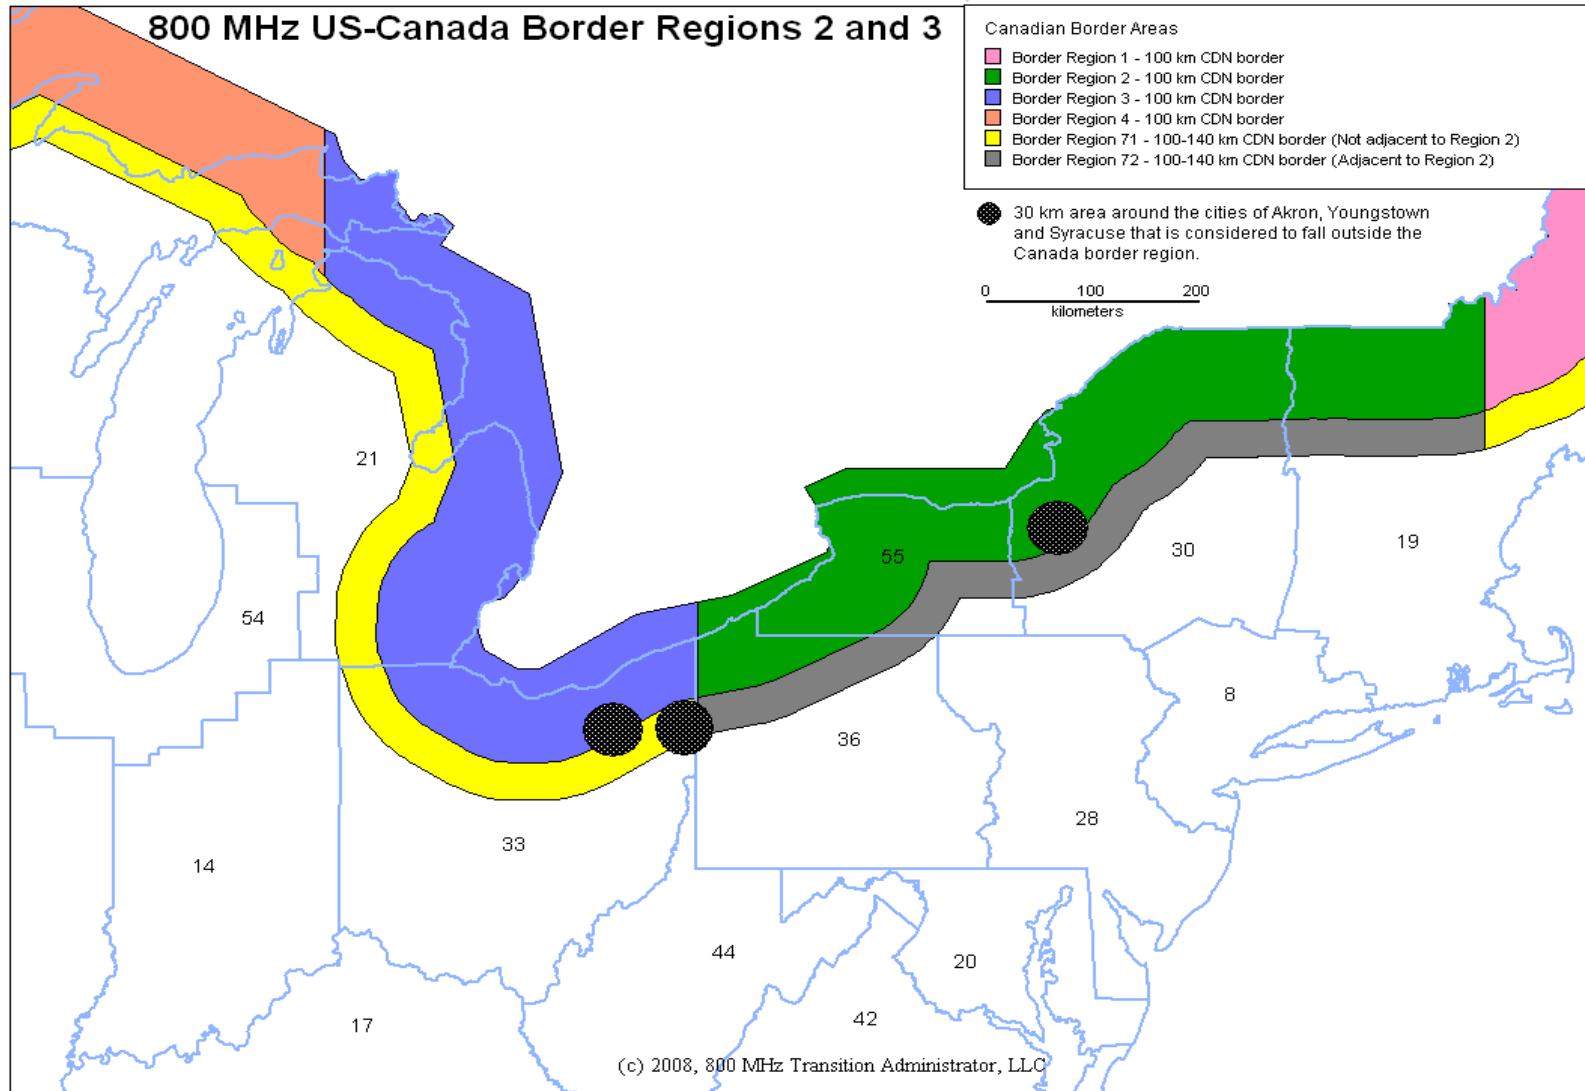 800 MHz US-Canada Border Regions 2 and 3
Canadian Border Areas
Border Region 1 - 100 km CDN border
Border Region 2 - 100 km CDN border
Border Region 3 - 100 km CDN border
Border Region 4 - 100 km CDN border
Border Region 71 - 100-140 km CDN border (Not adjacent to Region 2)
Border Region 72 - 100-140 km CDN border (Adjacent to Region 2)
30 km area around the cities of Akron, Youngstown
and Syracuse that is considered to fall outside the
Canada border region.
0 100 200
kilometers
21
55
30
19
54
8
36
28
33
14
44
20
17
42
(c) 2008, 800 MHz Transition Administrator, LLC